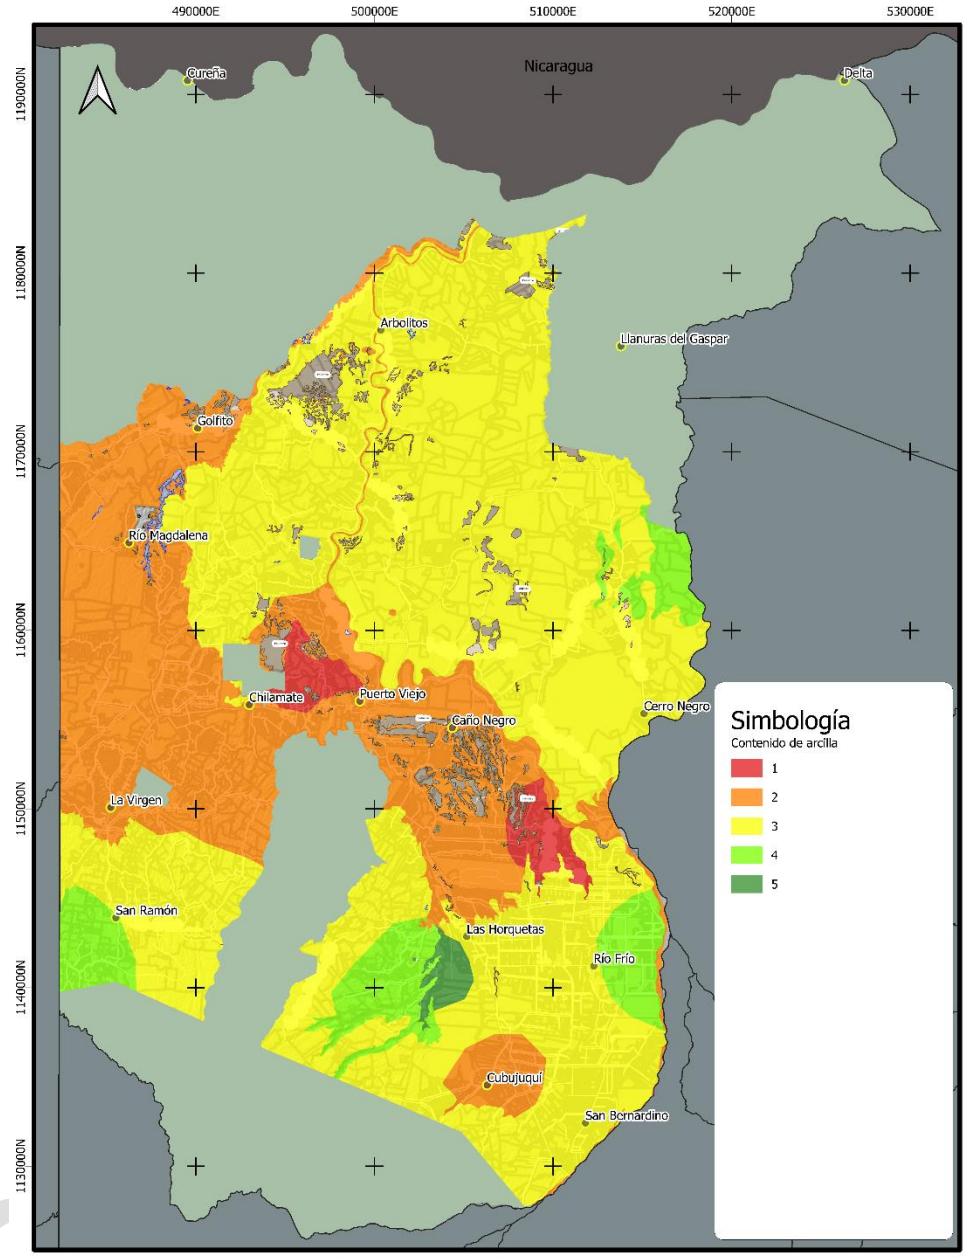 490000E 500000E 510000E 520000E 530000E
1190000N
1180000N
1170000N
1160000N
1150000N
1140000N
1130000N
Nicaragua
Cureña
Delta
Arbolitos
Llanuras del Gaspar
Golfito
Río Magdalena
Chilamate
Puerto Viejo
Caño Negro
Cerro Negro
La Virgen
San Ramón
Las Horquetas
Río Frío
Cubujuquí
San Bernardino
Simbología
Contenido de arcilla
1
2
3
4
5